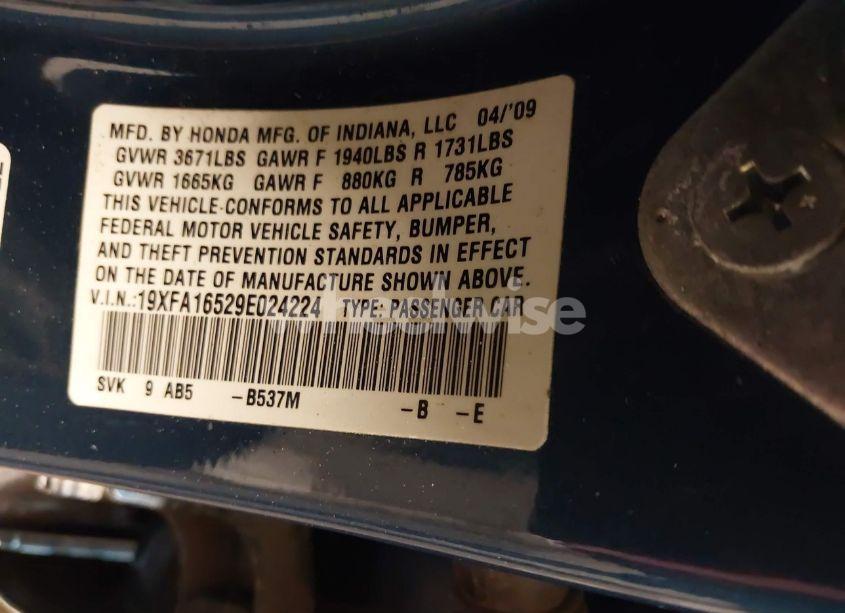 MFD. BY HONDA MFG. OF INDIANA, LLC 04/'09
GVWR 3671LBS GAWR F 1940LBS R 1731LBS
GVWR 1665KG GAWR F 880KG R 785KG
THIS VEHICLE CONFORMS TO ALL APPLICABLE
FEDERAL MOTOR VEHICLE SAFETY, BUMPER,
AND THEFT PREVENTION STANDARDS IN EFFECT
ON THE DATE OF MANUFACTURE SHOWN ABOVE.
V.I.N.:19XFA16529E024224 TYPE: PASSENGER CAR
wheelwise
SVK 9 AB5 -B537M -B -E